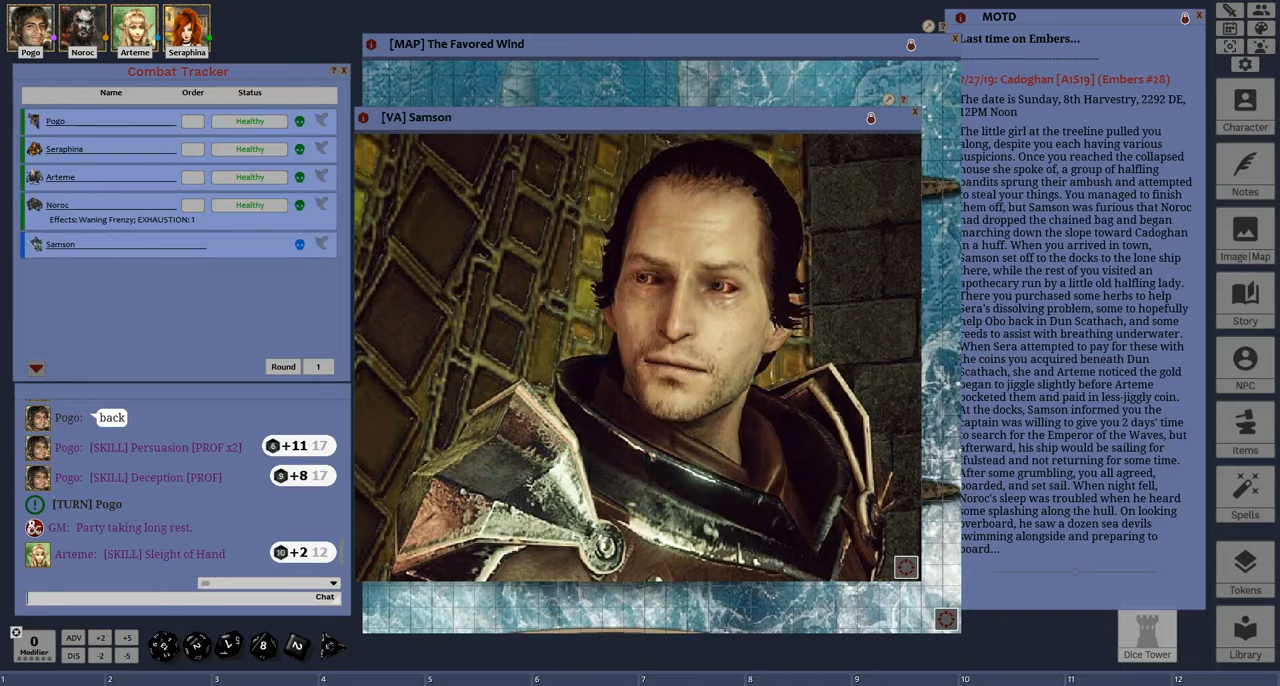 Pogo
Noroc
Arteme
Seraphina
Combat Tracker
? X
Name Order Status
Pogo Healthy
Seraphina Healthy
Arteme Healthy
Noroc Healthy
Effects: Waning Frenzy; EXHAUSTION: 1
Samson
Round 1
Pogo: back
Pogo: [SKILL] Persuasion [PROF x2] 6 +11 17
Pogo: [SKILL] Deception [PROF] 9 +8 17
[TURN] Pogo
GM: Party taking long rest.
Arteme: [SKILL] Sleight of Hand 10 +2 12
Chat
0
Modifier
ADV +2 +5
DIS -2 -5
[MAP] The Favored Wind
X
[VA] Samson
?
X
MOTD
X
Last time on Embers...
7/27/19: Cadoghan [A1S19] (Embers #28)
The date is Sunday, 8th Harvestry, 2292 DE,
12PM Noon
The little girl at the treeline pulled you
along, despite you each having various
suspicions. Once you reached the collapsed
house she spoke of, a group of halfling
bandits sprung their ambush and attempted
to steal your things. You managed to finish
them off, but Samson was furious that Noroc
had dropped the chained bag and began
marching down the slope toward Cadoghan
in a huff. When you arrived in town,
Samson set off to the docks to the lone ship
there, while the rest of you visited an
apothecary run by a little old halfling lady.
There you purchased some herbs to help
Sera's dissolving problem, some to hopefully
help Obo back in Dun Scathach, and some
reeds to assist with breathing underwater.
When Sera attempted to pay for these with
the coins you acquired beneath Dun
Scathach, she and Arteme noticed the gold
began to jiggle slightly before Arteme
pocketed them and paid in less-jiggly coin.
At the docks, Samson informed you the
captain was willing to give you 2 days' time
to search for the Emperor of the Waves, but
afterward, his ship would be sailing for
Fulstead and not returning for some time.
After some grumbling, you all agreed,
boarded, and set sail. When night fell,
Noroc's sleep was troubled when he heard
some splashing along the hull. On looking
overboard, he saw a dozen sea devils
swimming alongside and preparing to
board...
Character
Notes
Image|Map
Story
NPC
Items
Spells
Tokens
Library
Dice Tower
1 2 3 4 5 6 7 8 9 10 11 12